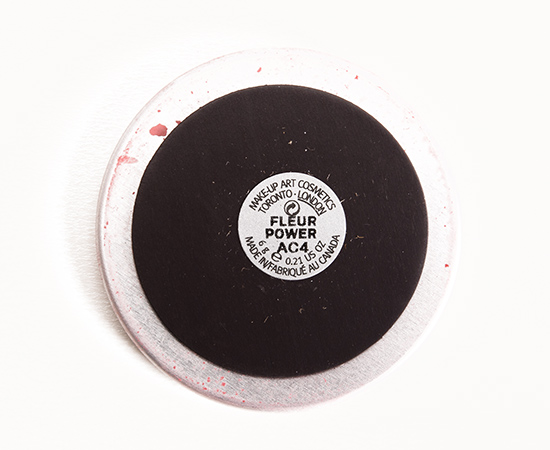 MAKE-UP ART COSMETICS
TORONTO · LONDON
FLEUR
POWER
AC4
6 g ℮ 0.21 US OZ
MADE IN/FABRIQUÉ AU CANADA